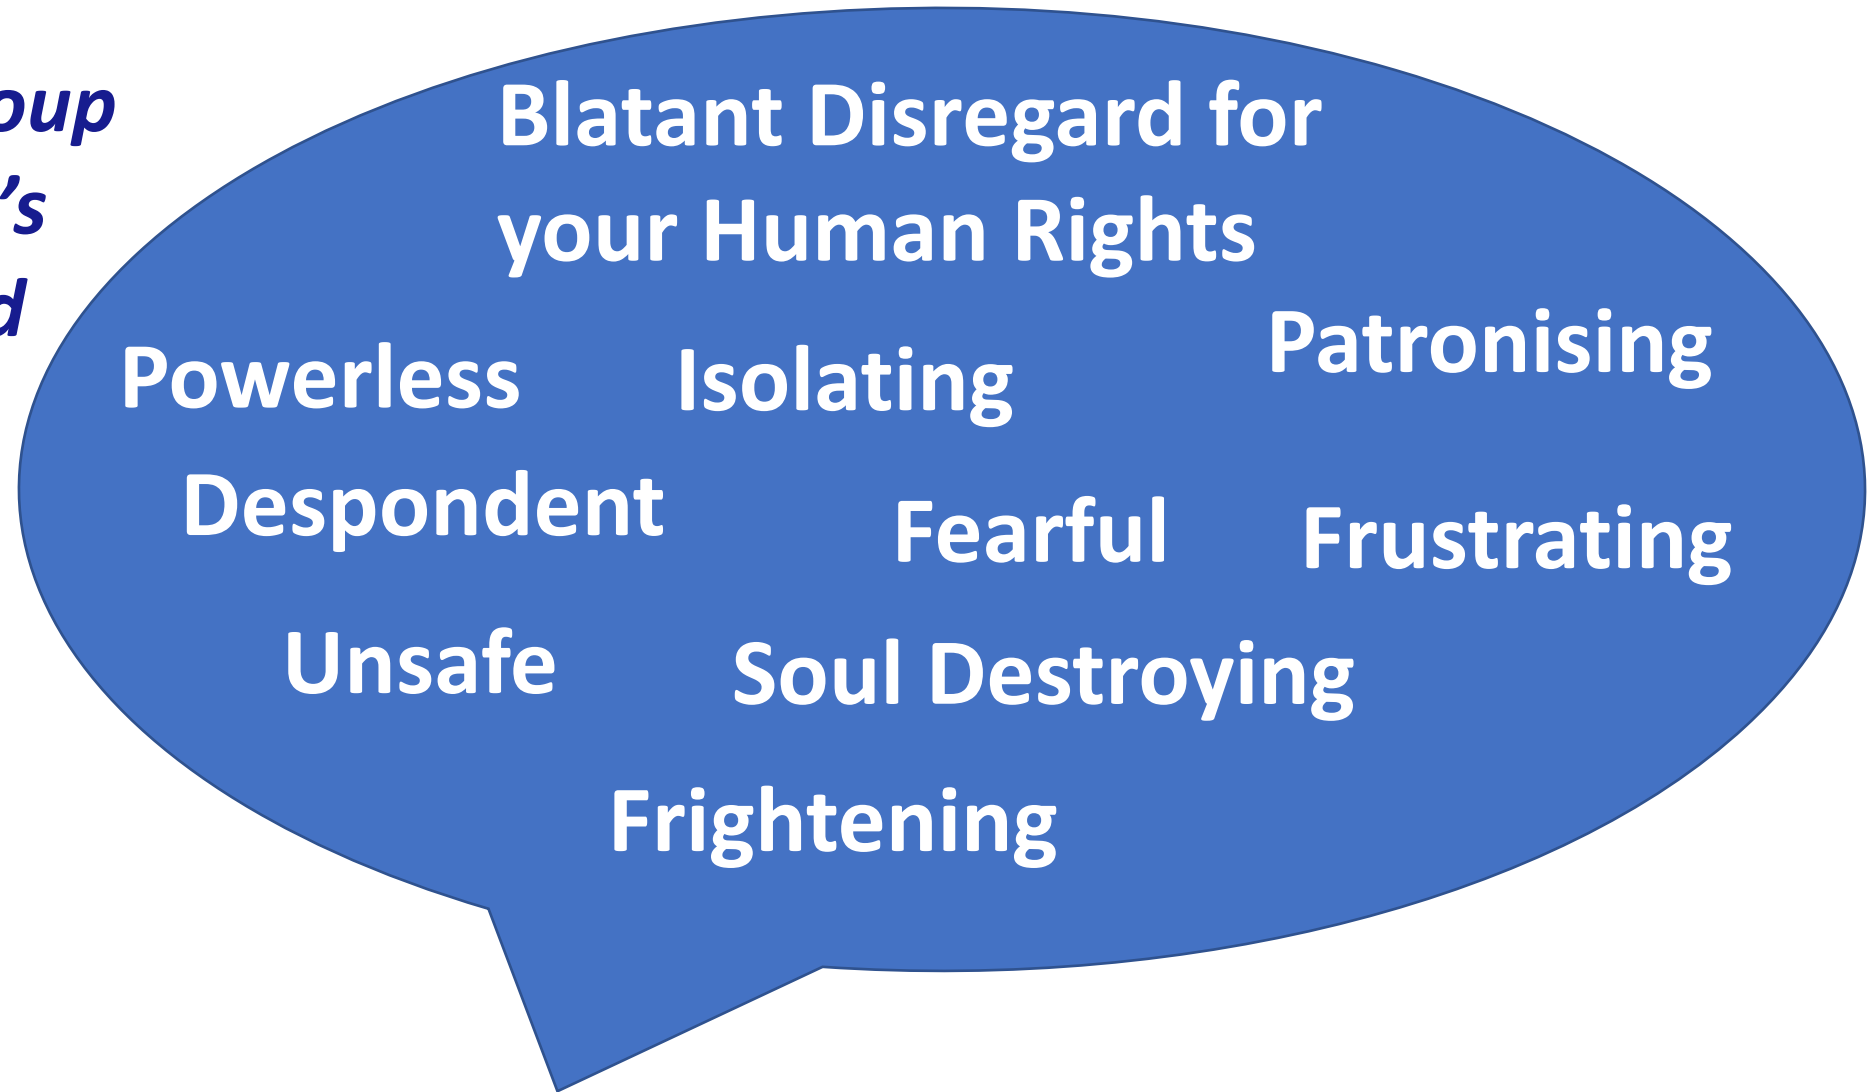 ’s
Blatant Disregard for
your Human Rights
Patronising
Powerless Isolating
Despondent
Fearful Frustrating
Unsafe Soul Destroying
Frightening